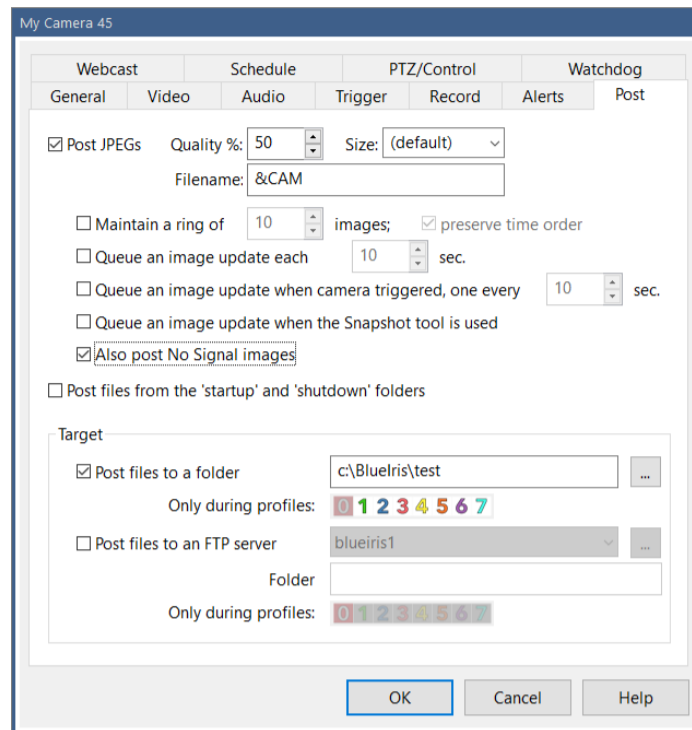 My Camera 45
Webcast Schedule PTZ/Control Watchdog
General Video Audio Trigger Record Alerts Post
Post JPEGs Quality %: 50 Size: (default)
Filename: &CAM
Maintain a ring of 10 images; preserve time order
Queue an image update each 10 sec.
Queue an image update when camera triggered, one every 10 sec.
Queue an image update when the Snapshot tool is used
Also post No Signal images
Post files from the 'startup' and 'shutdown' folders
Target
Post files to a folder c:\BlueIris\test ...
Only during profiles: 0 1 2 3 4 5 6 7
Post files to an FTP server blueiris1 ...
Folder
Only during profiles: 0 1 2 3 4 5 6 7
OK Cancel Help